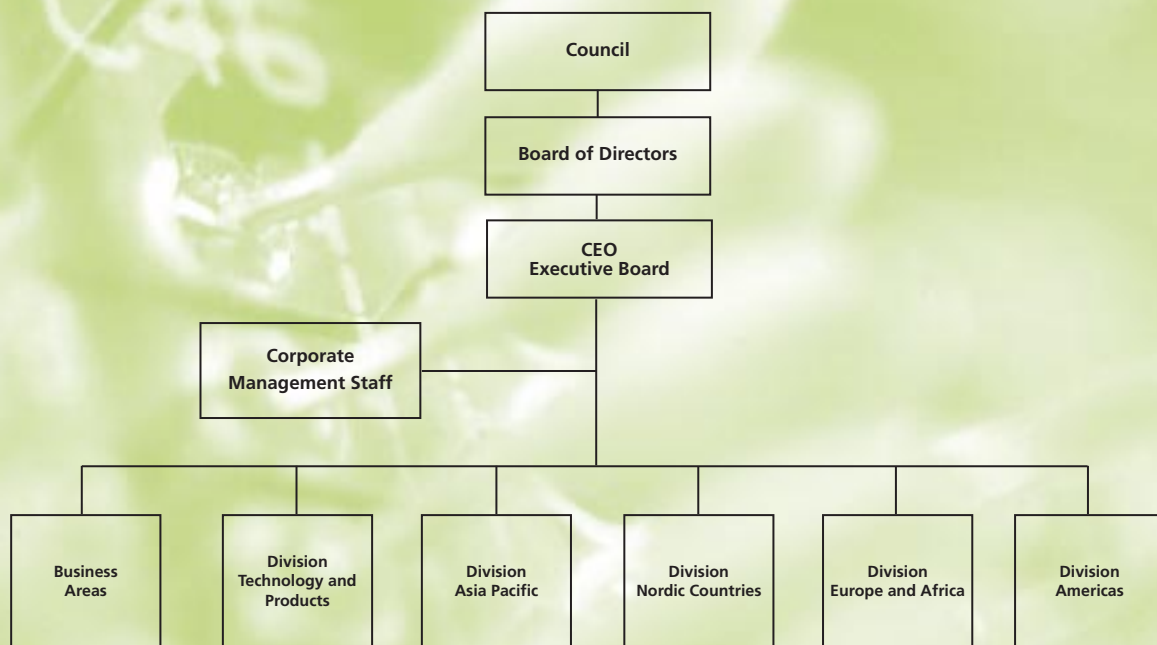 Council
Board of Directors
CEO
Executive Board
Corporate
Management Staff
Business
Areas
Division
Technology and
Products
Division
Asia Pacific
Division
Nordic Countries
Division
Europe and Africa
Division
Americas